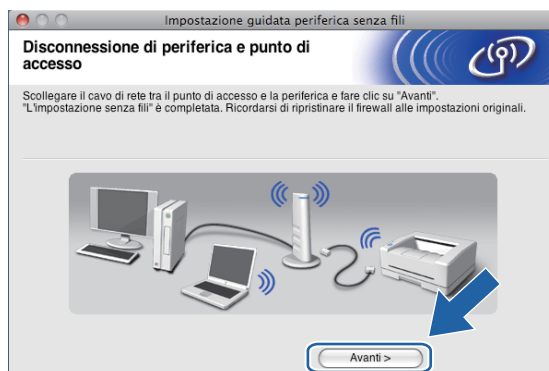 Impostazione guidata periferica senza fili
Disconnessione di periferica e punto di
accesso
Scollegare il cavo di rete tra il punto di accesso e la periferica e fare clic su "Avanti".
"L'impostazione senza fili" è completata. Ricordarsi di ripristinare il firewall alle impostazioni originali.
Avanti >